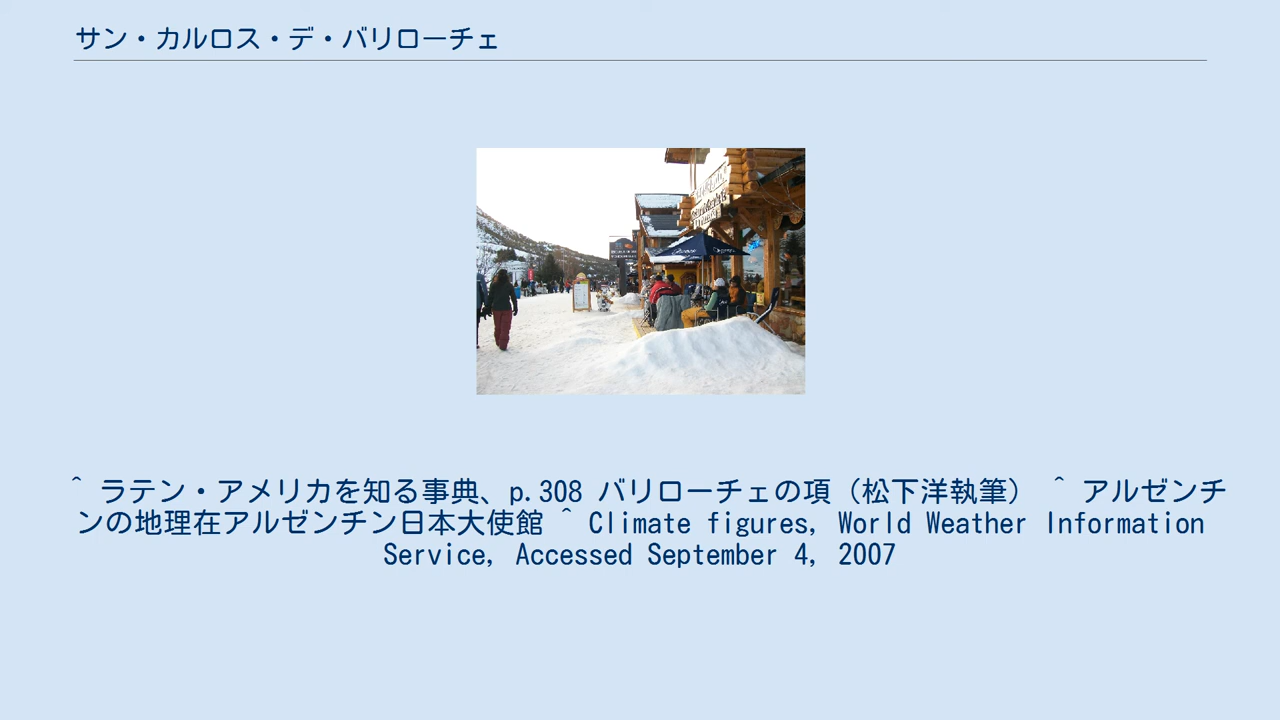 サン・カルロス・デ・バリローチェ
^ ラテン・アメリカを知る事典、p.308 バリローチェの項（松下洋執筆） ^ アルゼンチ
ンの地理在アルゼンチン日本大使館 ^ Climate figures, World Weather Information
Service, Accessed September 4, 2007